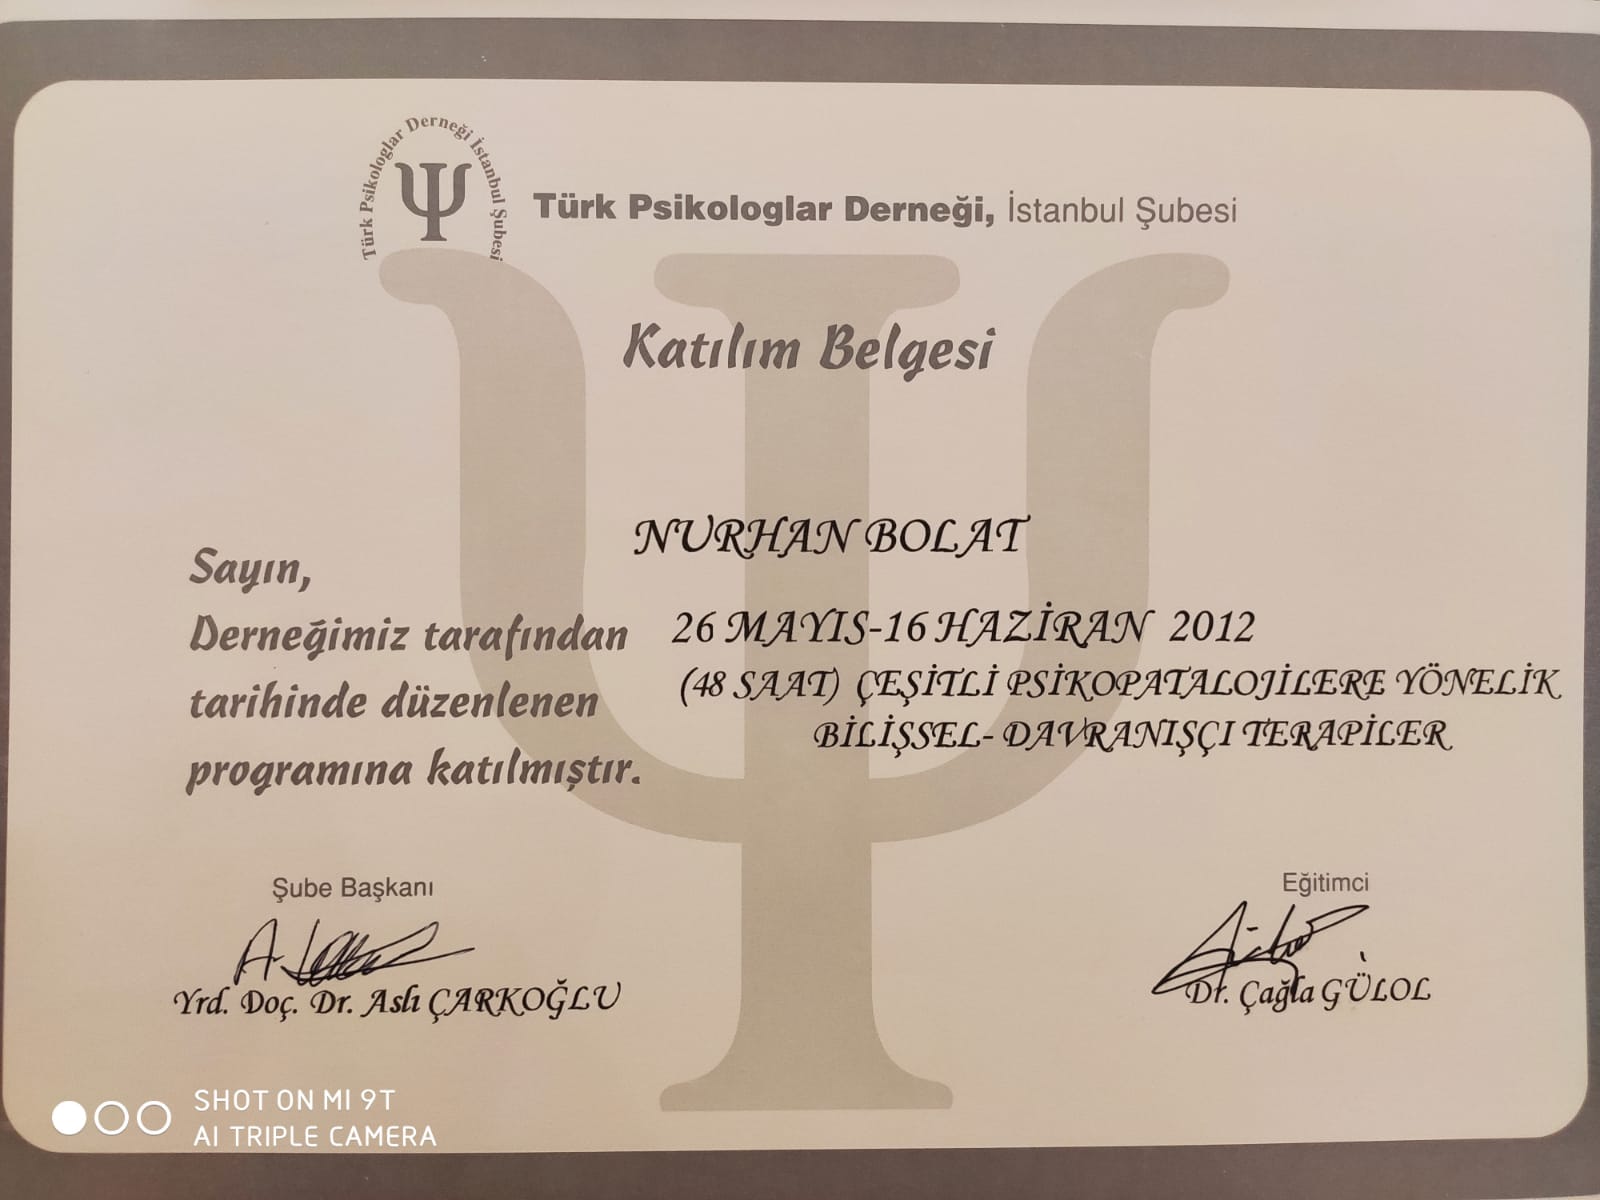 Türk Psikologlar Derneği İstanbul Şubesi
Ψ
Türk Psikologlar Derneği, İstanbul Şubesi
Katılım Belgesi
NURHAN BOLAT
Sayın,
Derneğimiz tarafından 26 MAYIS-16 HAZİRAN 2012
tarihinde düzenlenen (48 SAAT) ÇEŞİTLİ PSİKOPATALOJİLERE YÖNELİK
BİLİŞSEL- DAVRANIŞÇI TERAPİLER
programına katılmıştır.
Şube Başkanı
Eğitimci
Yrd. Doç. Dr. Aslı ÇARKOĞLU
Dr. Çağla GÜLOL
SHOT ON MI 9T
AI TRIPLE CAMERA